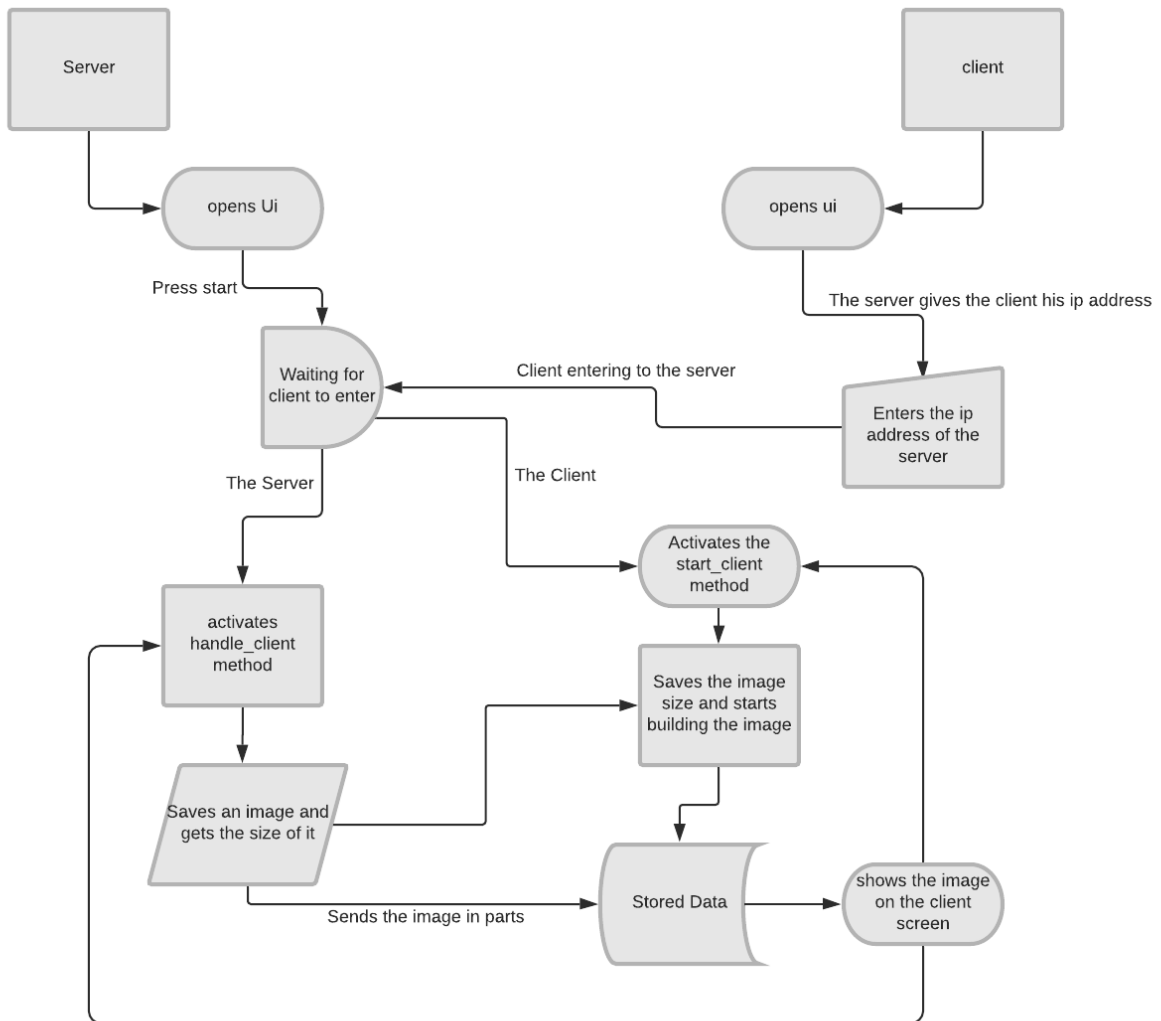 Server
client
opens Ui
opens ui
Press start
The server gives the client his ip address
Waiting for
client to enter
Client entering to the server
Enters the ip
address of the
server
The Server
The Client
Activates the
start_client
method
activates
handle_client
method
Saves the image
size and starts
building the image
Saves an image and
gets the size of it
Stored Data
shows the image
on the client
screen
Sends the image in parts